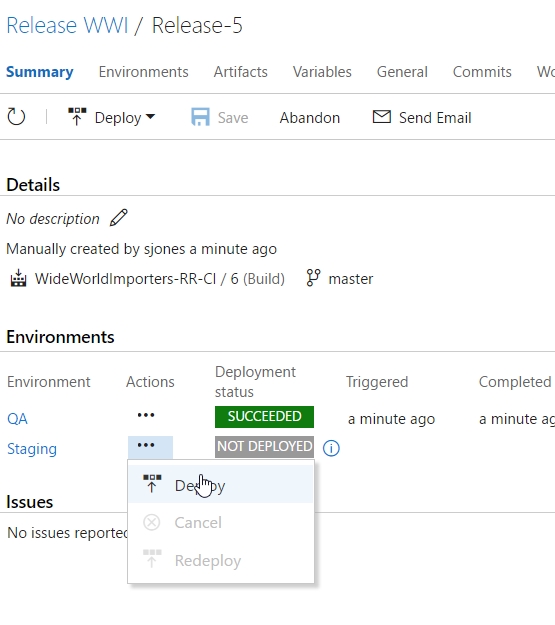 Release WWI / Release-5
Summary Environments Artifacts Variables General Commits Wo
Deploy Save Abandon Send Email
Details
No description
Manually created by sjones a minute ago
WideWorldImporters-RR-CI / 6 (Build) master
Environments
Environment Actions Deployment status Triggered Completed
QA ... SUCCEEDED a minute ago a minute ag
Staging ... NOT DEPLOYED
Deploy
Issues
Cancel
No issues reported
Redeploy